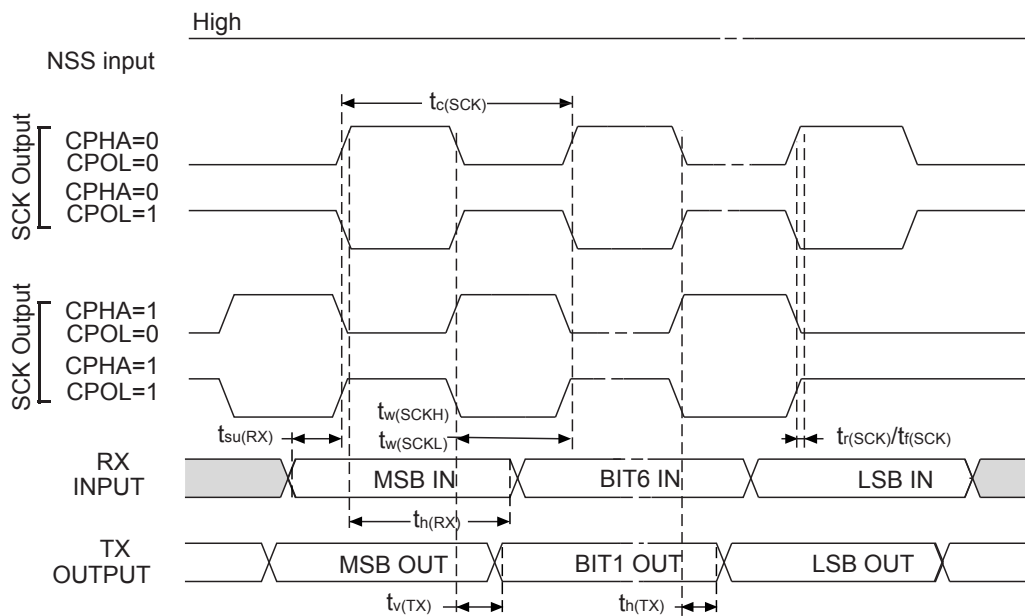 High
NSS input
tc(SCK)
SCK Output
CPHA=0
CPOL=0
CPHA=0
CPOL=1
SCK Output
CPHA=1
CPOL=0
CPHA=1
CPOL=1
tw(SCKH)
tw(SCKL)
tsu(RX)
tr(SCK)/tf(SCK)
RX
INPUT
MSB IN
BIT6 IN
LSB IN
th(RX)
TX
OUTPUT
MSB OUT
BIT1 OUT
LSB OUT
tv(TX)
th(TX)